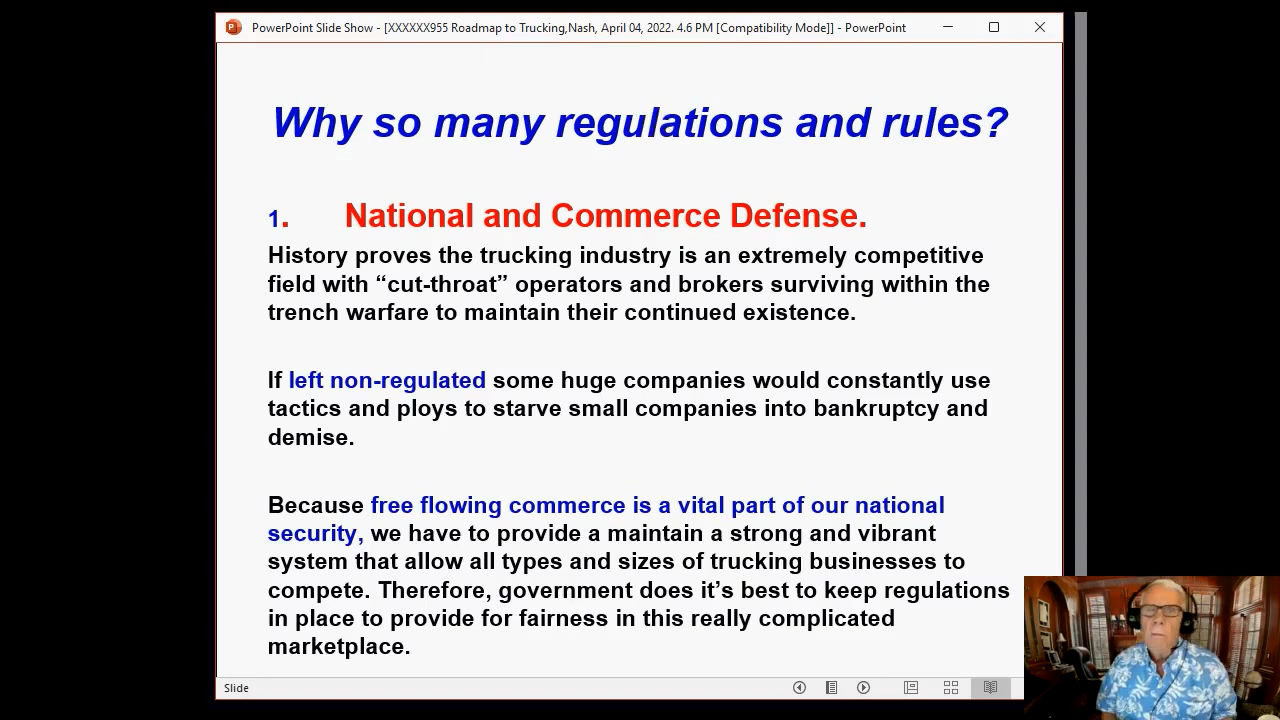 PowerPoint Slide Show - [XXXXXX955 Roadmap to Trucking,Nash, April 04, 2022. 4.6 PM [Compatibility Mode]] - PowerPoint
Why so many regulations and rules?
1. National and Commerce Defense.
History proves the trucking industry is an extremely competitive
field with “cut-throat” operators and brokers surviving within the
trench warfare to maintain their continued existence.
If left non-regulated some huge companies would constantly use
tactics and ploys to starve small companies into bankruptcy and
demise.
Because free flowing commerce is a vital part of our national
security, we have to provide a maintain a strong and vibrant
system that allow all types and sizes of trucking businesses to
compete. Therefore, government does it’s best to keep regulations
in place to provide for fairness in this really complicated
marketplace.
Slide